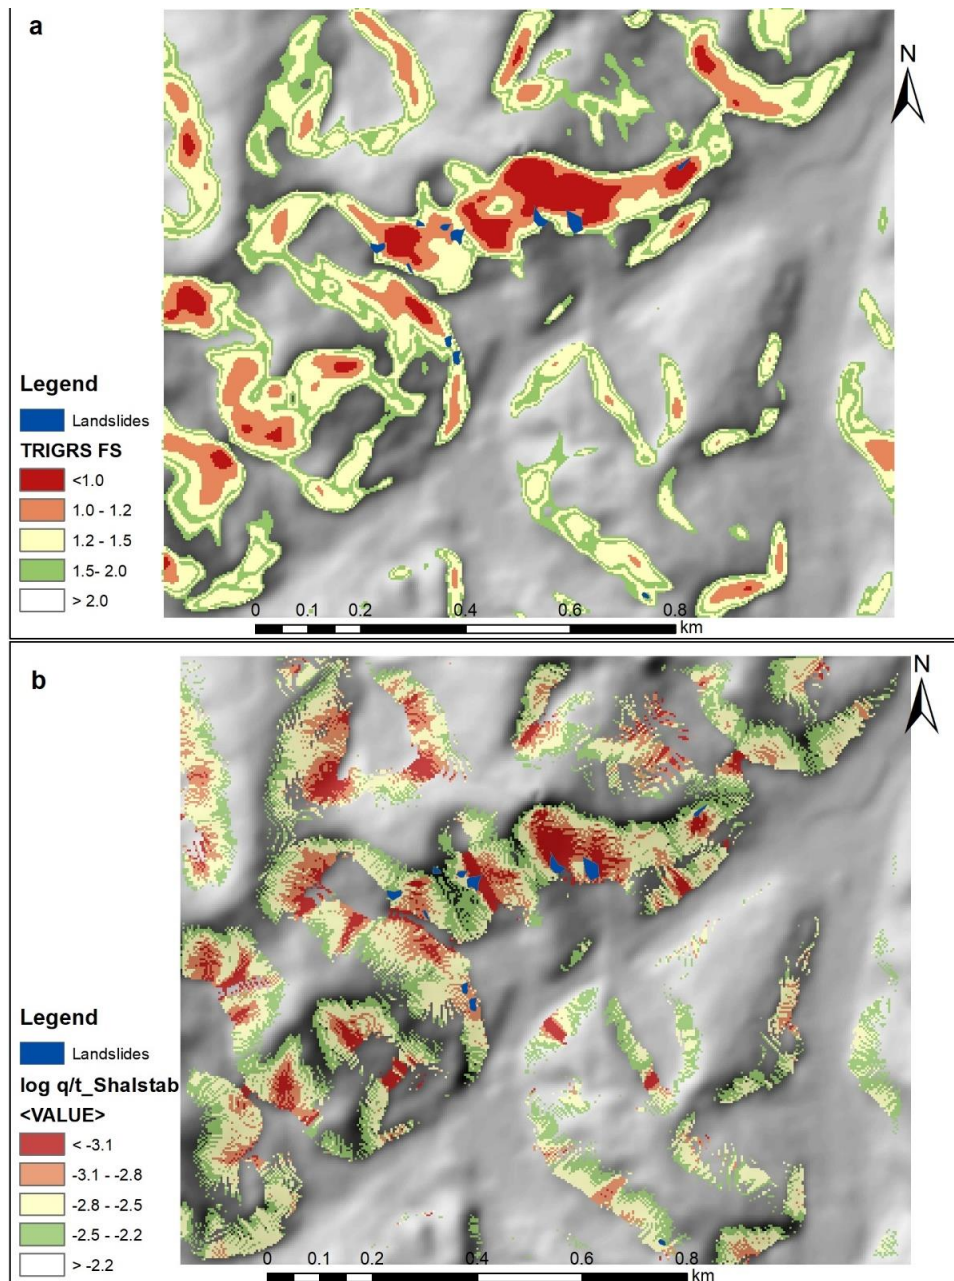 a
N
Legend
Landslides
TRIGRS FS
<1.0
1.0 - 1.2
1.2 - 1.5
1.5- 2.0
> 2.0
0 0.1 0.2 0.4 0.6 0.8
km
b
N
Legend
Landslides
log q/t_Shalstab
<VALUE>
< -3.1
-3.1 - -2.8
-2.8 - -2.5
-2.5 - -2.2
> -2.2
0 0.1 0.2 0.4 0.6 0.8
km